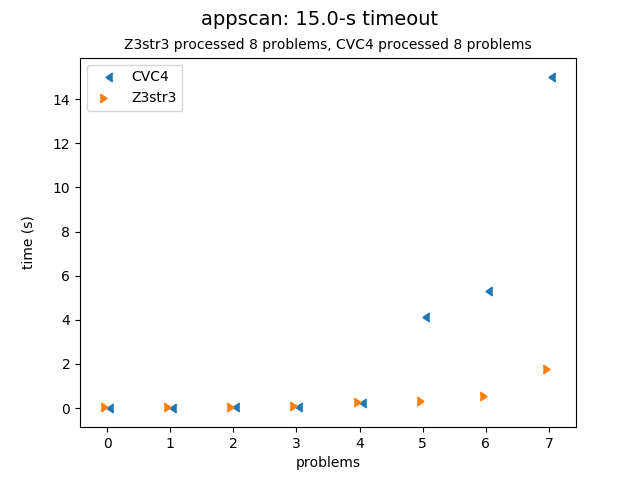 appscan: 15.0-s timeout
Z3str3 processed 8 problems, CVC4 processed 8 problems
CVC4
Z3str3
14
12
10
8
6
4
2
0
time (s)
0 1 2 3 4 5 6 7
problems